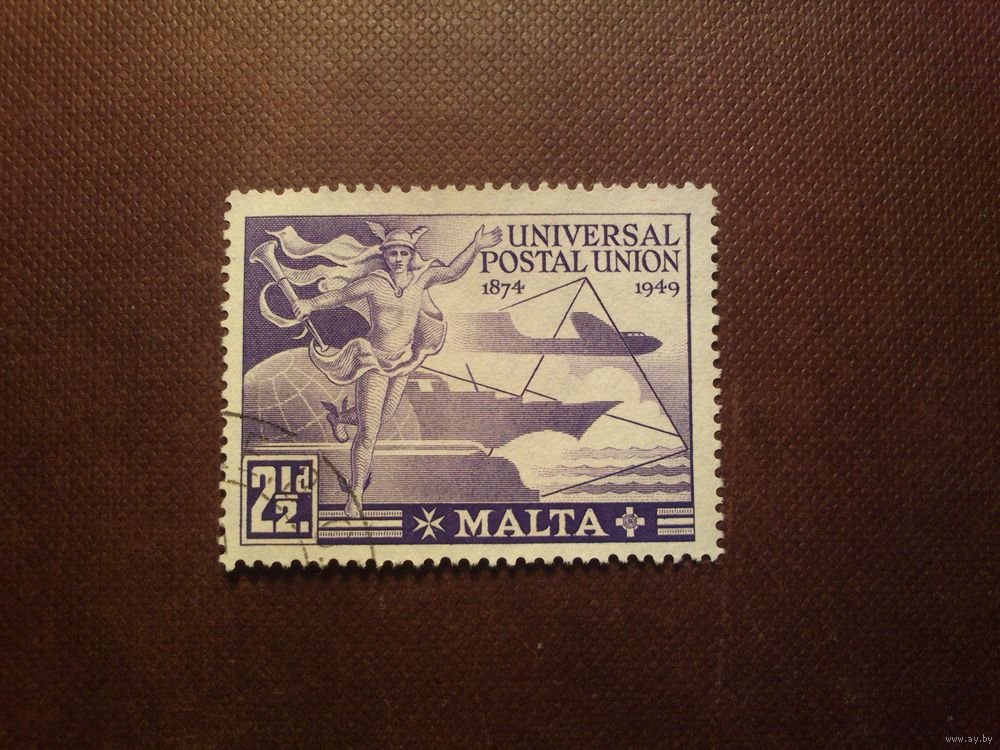 UNIVERSAL
POSTAL UNION
1874 1949
2½d.
MALTA
www.ay.by